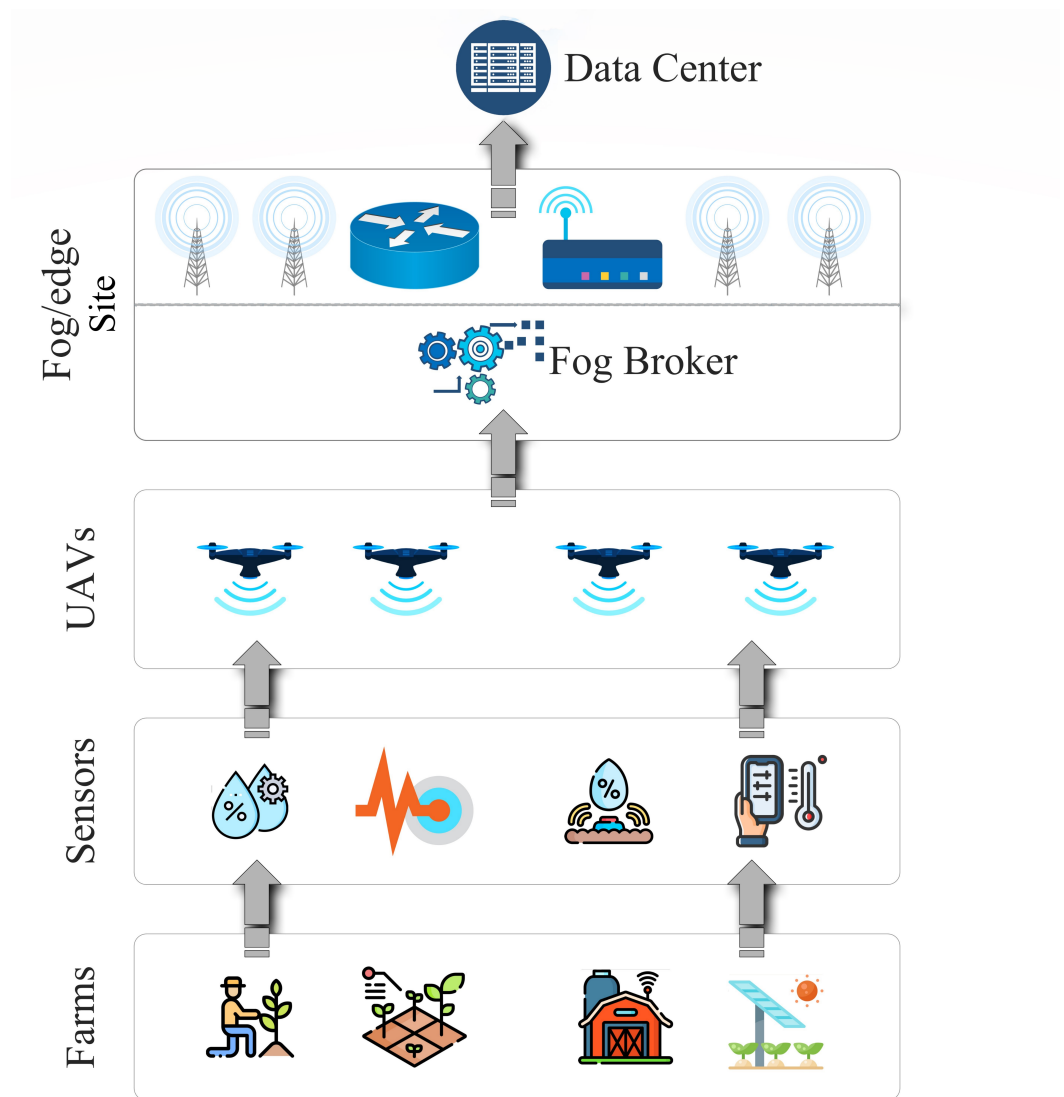 Data Center
Fog/edge
Site
Fog Broker
UAVs
Sensors
%
%
Farms